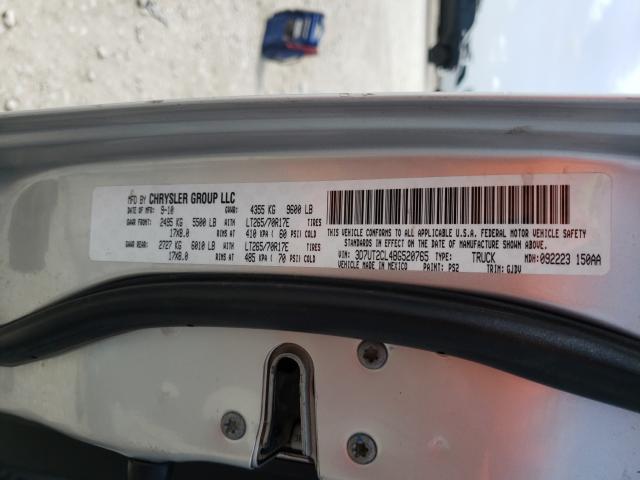 MFD BY CHRYSLER GROUP LLC
DATE OF MFR: 9-10 GVWR: 4355 KG 9600 LB
GAWR FRONT: 2495 KG 5500 LB WITH LT265/70R17E TIRES
17X8.0 RIMS AT 410 KPA ( 60 PSI) COLD
GAWR REAR: 2727 KG 6010 LB WITH LT265/70R17E TIRES
17X8.0 RIMS AT 485 KPA ( 70 PSI) COLD
THIS VEHICLE CONFORMS TO ALL APPLICABLE U.S.A. FEDERAL MOTOR VEHICLE SAFETY
STANDARDS IN EFFECT ON THE DATE OF MANUFACTURE SHOWN ABOVE.
VIN: 3D7UT2CL4BG520765 TYPE: TRUCK MDH: 092223 150AA
VEHICLE MADE IN MEXICO PAINT: PS2 TRIM: GJDV